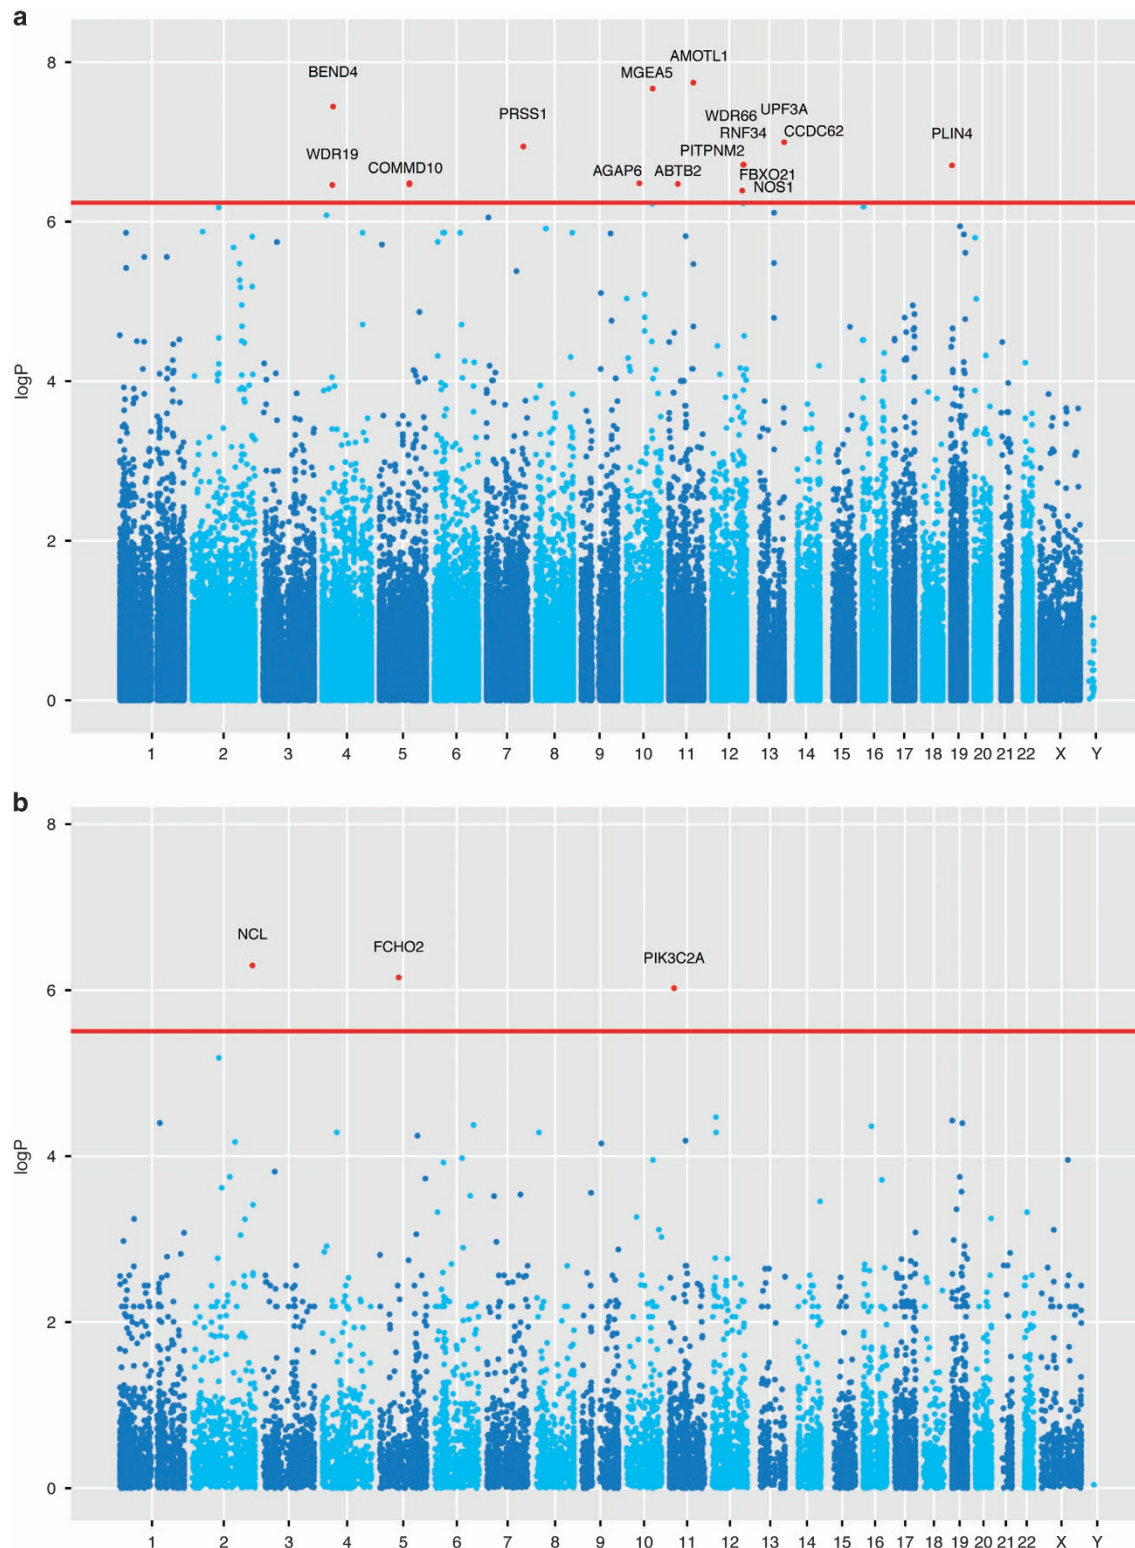 a
8
AMOTL1
BEND4
MGEA5
PRSS1
WDR66
UPF3A
RNF34
CCDC62
PLIN4
WDR19
PITPNM2
COMMD10
AGAP6
ABTB2
FBXO21
NOS1
6
4
logP
2
0
1 2 3 4 5 6 7 8 9 10 11 12 13 14 15 16 17 18 19 20 21 22 X Y
b
8
NCL
FCHO2
PIK3C2A
6
4
logP
2
0
1 2 3 4 5 6 7 8 9 10 11 12 13 14 15 16 17 18 19 20 21 22 X Y